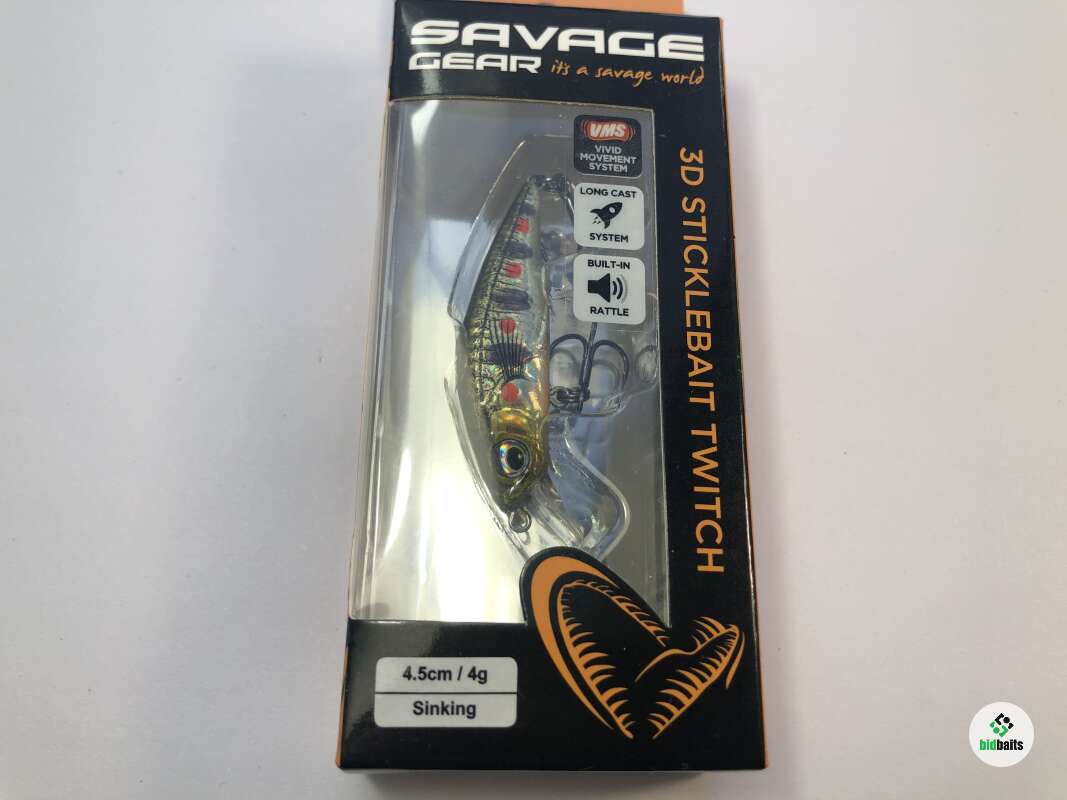 SAVAGE
GEAR it's a savage world
VMS
VIVID
MOVEMENT
SYSTEM
LONG CAST
SYSTEM
BUILT-IN
RATTLE
3D STICKLEBAIT TWITCH
4.5cm / 4g
Sinking
bidbaits